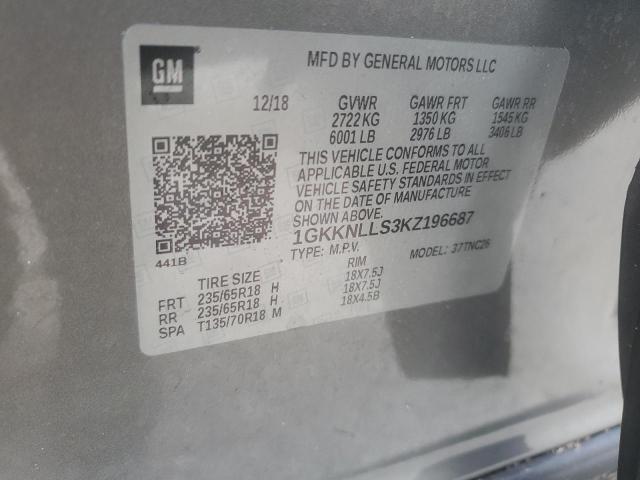 GM
MFD BY GENERAL MOTORS LLC
12/18 GVWR GAWR FRT GAWR RR
2722 KG 1350 KG 1545 KG
6001 LB 2976 LB 3406 LB
THIS VEHICLE CONFORMS TO ALL
APPLICABLE U.S. FEDERAL MOTOR
VEHICLE SAFETY STANDARDS IN EFFECT
ON THE DATE OF MANUFACTURE
SHOWN ABOVE.
1GKKNLLS3KZ196687
TYPE: M.P.V. MODEL: 37TNC26
441B
TIRE SIZE RIM
FRT 235/65R18 H 18X7.5J
RR 235/65R18 H 18X7.5J
SPA T135/70R18 M 18X4.5B